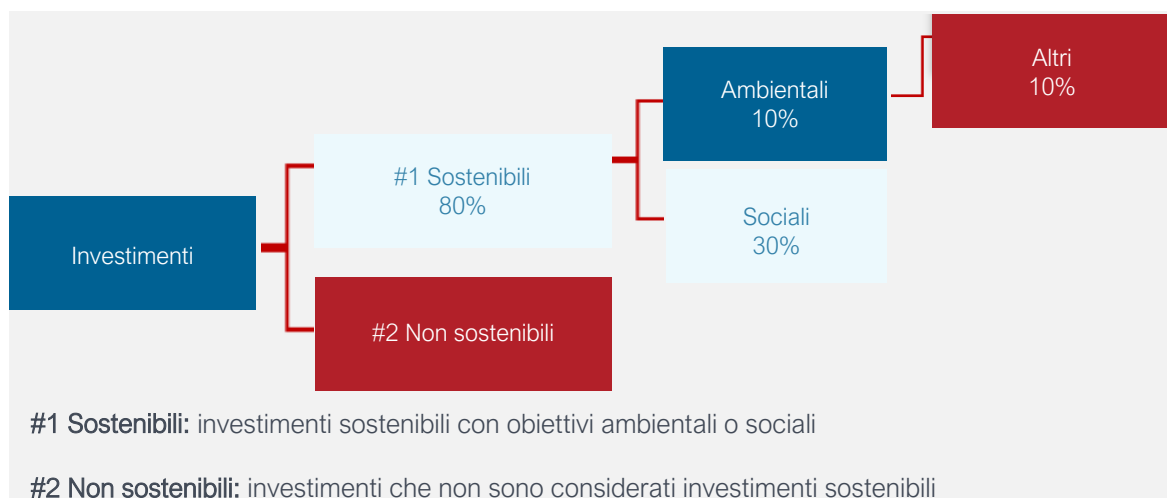 Investimenti
#1 Sostenibili
80%
#2 Non sostenibili
Ambientali
10%
Sociali
30%
Altri
10%
#1 Sostenibili: investimenti sostenibili con obiettivi ambientali o sociali
#2 Non sostenibili: investimenti che non sono considerati investimenti sostenibili